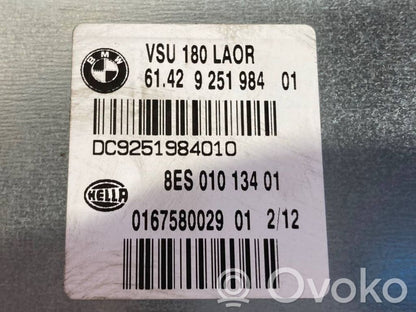 BMW
VSU 180 LAOR
61.42 9 251 984 01
DC9251984010
8ES 010 134 01
HELLA
0167580029 01 2/12
Ovoko